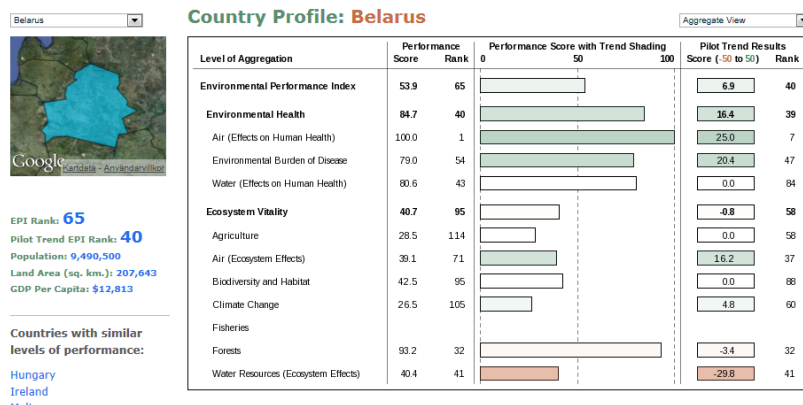 Belarus
Country Profile: Belarus
Aggregate View
Performance
Performance Score with Trend Shading
Pilot Trend Results
Level of Aggregation Score Rank 0 50 100 Score (-50 to 50) Rank
Environmental Performance Index 53.9 65 6.9 40
Environmental Health 84.7 40 16.4 39
Air (Effects on Human Health) 100.0 1 25.0 7
Environmental Burden of Disease 79.0 54 20.4 47
Water (Effects on Human Health) 80.6 43 0.0 84
Ecosystem Vitality 40.7 95 -0.8 58
Agriculture 28.5 114 0.0 58
Air (Ecosystem Effects) 39.1 71 16.2 37
Biodiversity and Habitat 42.5 95 0.0 88
Climate Change 26.5 105 4.8 60
Fisheries
Forests 93.2 32 -3.4 32
Water Resources (Ecosystem Effects) 40.4 41 -29.8 41
Google
Kartdata - Användarvillkor
EPI Rank: 65
Pilot Trend EPI Rank: 40
Population: 9,490,500
Land Area (sq. km.): 207,643
GDP Per Capita: $12,813
Countries with similar
levels of performance:
Hungary
Ireland